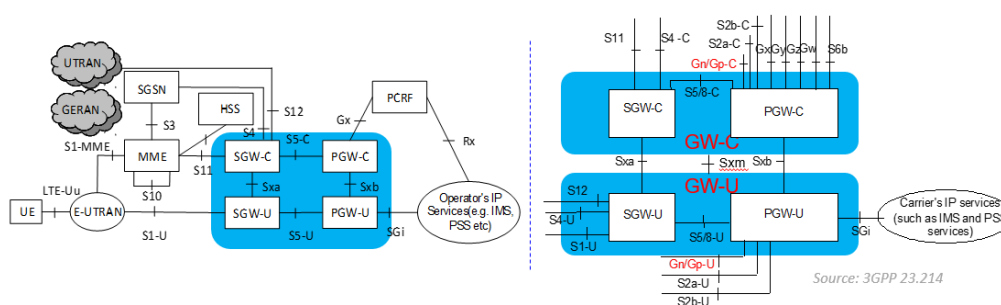 UTRAN
SGSN
GERAN
HSS
PCRF
S12
S3
S4
Gx
Rx
S1-MME
MME
S11
SGW-C
S5-C
PGW-C
LTE-Uu
S10
Sxa
Sxb
UE
E-UTRAN
S1-U
SGW-U
S5-U
PGW-U
SGi
Operator's IP
Services(e.g. IMS,
PSS etc)
S2b-C
S11
S4 -C
S2a-C
Gx
Gy
Gz
Gw
S6b
Gn/Gp-C
S5/8-C
SGW-C
PGW-C
GW-C
Sxa
Sxm
Sxb
GW-U
S12
S4-U
S1-U
SGW-U
S5/8-U
PGW-U
SGi
Carrier's IP services
(such as IMS and PS
services)
Gn/Gp-U
S2a-U
S2b-U
Source: 3GPP 23.214